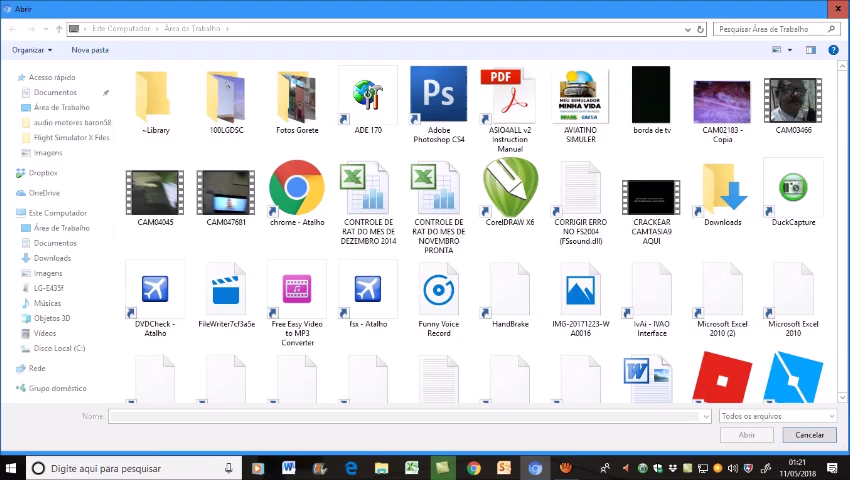 Abrir
Este Computador > Área de Trabalho >
Pesquisar Área de Trabalho
Organizar
Nova pasta
Acesso rápido
Documentos
Área de Trabalho
audio motores baron58
Flight Simulator X Files
Imagens
Dropbox
OneDrive
Este Computador
Área de Trabalho
Documentos
Downloads
Imagens
LG-E435f
Músicas
Objetos 3D
Vídeos
Disco Local (C:)
Rede
Grupo doméstico
~Library
100LGDSC
Fotos Gorete
ADE 170
Ps
Adobe
Photoshop CS4
PDF
ASIO4ALL v2
Instruction
Manual
MEU SIMULADOR
MINHA VIDA
AVIATINO
SIMULER
borda de tv
CAM02183 -
Copia
CAM03466
CAM04045
CAM047681
chrome - Atalho
CONTROLE DE
RAT DO MES DE
DEZEMBRO 2014
CONTROLE DE
RAT DO MES DE
NOVEMBRO
PRONTA
CorelDRAW X6
CORRIGIR ERRO
NO FS2004
(FSsound.dll)
CRACKEAR
CAMTASIA9
AQUI
Downloads
DuckCapture
DVDCheck -
Atalho
FileWriter7cf3a5e
Free Easy Video
to MP3
Converter
fsx - Atalho
Funny Voice
Record
HandBrake
IMG-20171223-W
A0016
IvAi - IVAO
Interface
Microsoft Excel
2010 (2)
Microsoft Excel
2010
Nome:
Todos os arquivos
Abrir
Cancelar
Digite aqui para pesquisar
01:21
11/05/2018